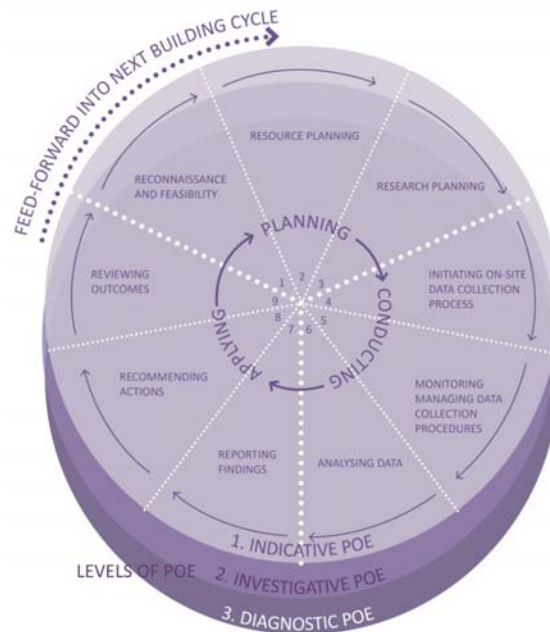 FEED-FORWARD INTO NEXT BUILDING CYCLE
RESOURCE PLANNING
RECONNAISSANCE
AND FEASIBILITY
RESEARCH PLANNING
PLANNING
REVIEWING
OUTCOMES
INITIATING ON-SITE
DATA COLLECTION
PROCESS
1
2
3
4
5
6
7
8
9
CONDUCTING
APPLYING
RECOMMENDING
ACTIONS
MONITORING
MANAGING DATA
COLLECTION
PROCEDURES
REPORTING
FINDINGS
ANALYSING DATA
1. INDICATIVE POE
LEVELS OF POE
2. INVESTIGATIVE POE
3. DIAGNOSTIC POE